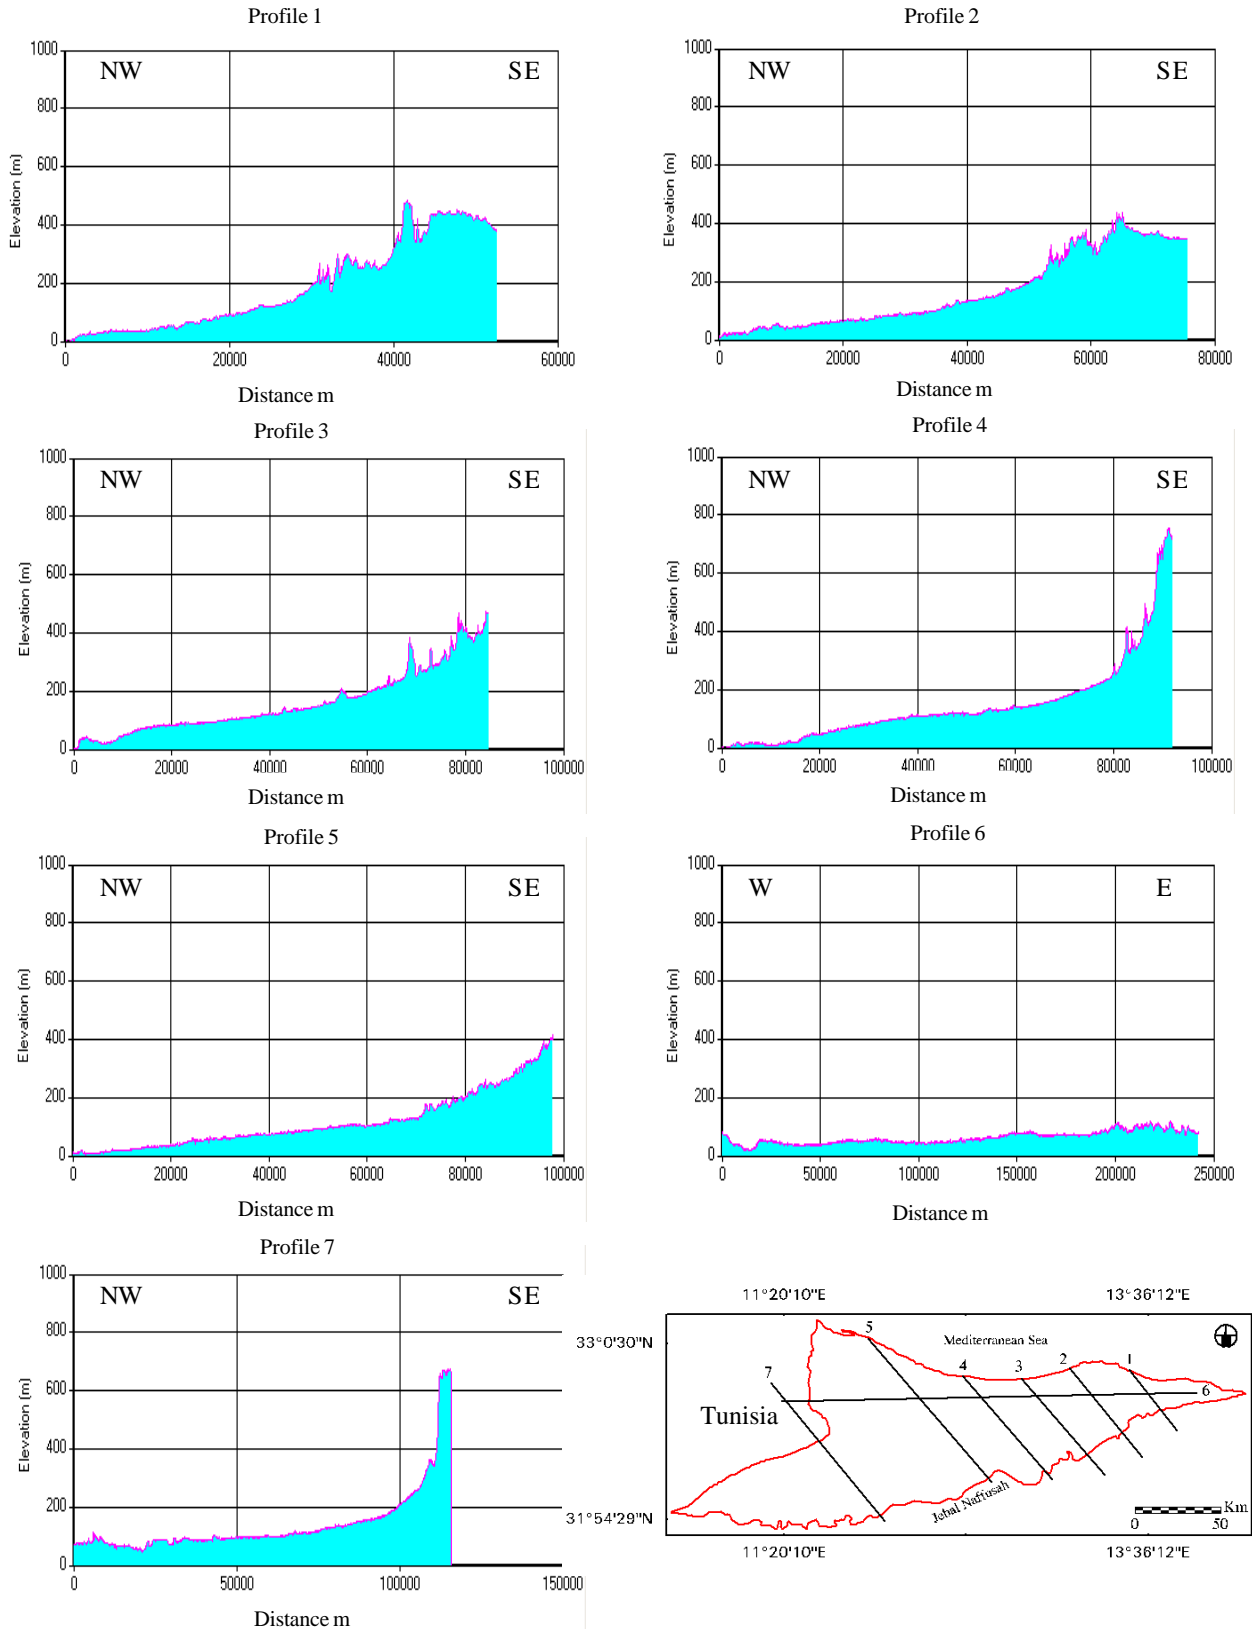 Profile 1
1000
800
600
400
200
0
Elevation (m)
NW SE
0 20000 40000 60000
Distance m
Profile 2
1000
800
600
400
200
0
Elevation (m)
NW SE
0 20000 40000 60000 80000
Distance m
Profile 3
1000
800
600
400
200
0
Elevation (m)
NW SE
0 20000 40000 60000 80000 100000
Distance m
Profile 4
1000
800
600
400
200
0
Elevation (m)
NW SE
0 20000 40000 60000 80000 100000
Distance m
Profile 5
1000
800
600
400
200
0
Elevation (m)
NW SE
0 20000 40000 60000 80000 100000
Distance m
Profile 6
1000
800
600
400
200
0
Elevation (m)
W E
0 50000 100000 150000 200000 250000
Distance m
Profile 7
1000
800
600
400
200
0
Elevation (m)
NW SE
0 50000 100000 150000
Distance m
11°20'10"E 13°36'12"E
33°0'30"N
31°54'29"N
Mediterranean Sea
5
4
3
2
1
7
6
Tunisia
Jebal Naffusah
Km
0 50
11°20'10"E 13°36'12"E